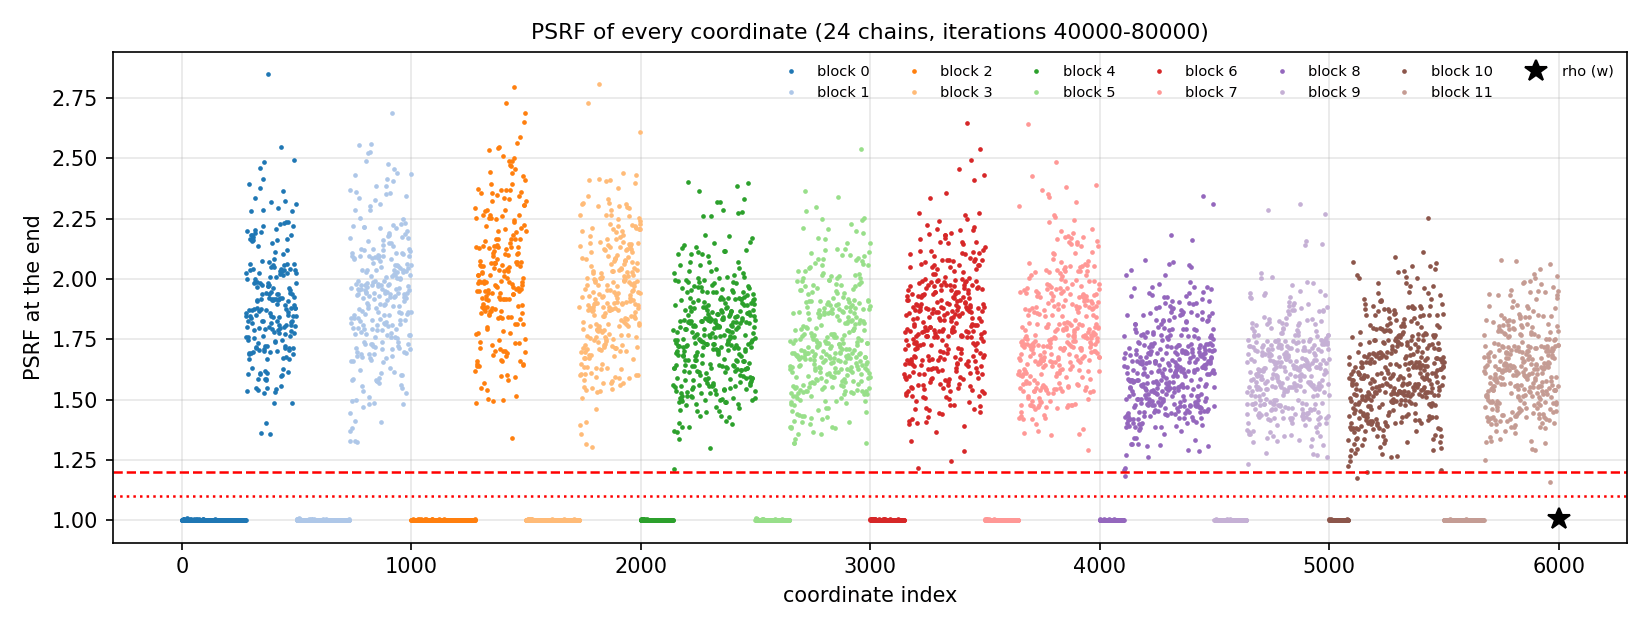 PSRF of every coordinate (24 chains, iterations 40000-80000)
block 0 block 2 block 4 block 6 block 8 block 10 rho (w)
block 1 block 3 block 5 block 7 block 9 block 11
PSRF at the end
2.75
2.50
2.25
2.00
1.75
1.50
1.25
1.00
0 1000 2000 3000 4000 5000 6000
coordinate index